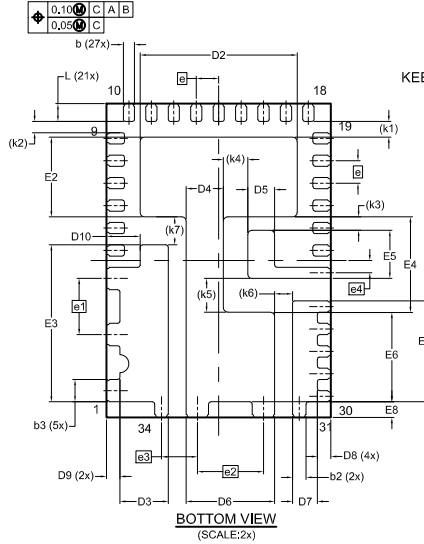 0.10 Ⓜ C A B
0.05 Ⓜ C
b (27x)
D2
L (21x)
e
KEE
10
18
9
19
(k2)
(k1)
(k4)
e
E2
D4
D5
(k3)
(k7)
D10
E5
E4
e4
(k5)
(k6)
e1
E
E3
E6
1
30
E8
b3 (5x)
34
31
e3
D8 (4x)
e2
D9 (2x)
b2 (2x)
D3
D6
D7
BOTTOM VIEW
(SCALE:2x)